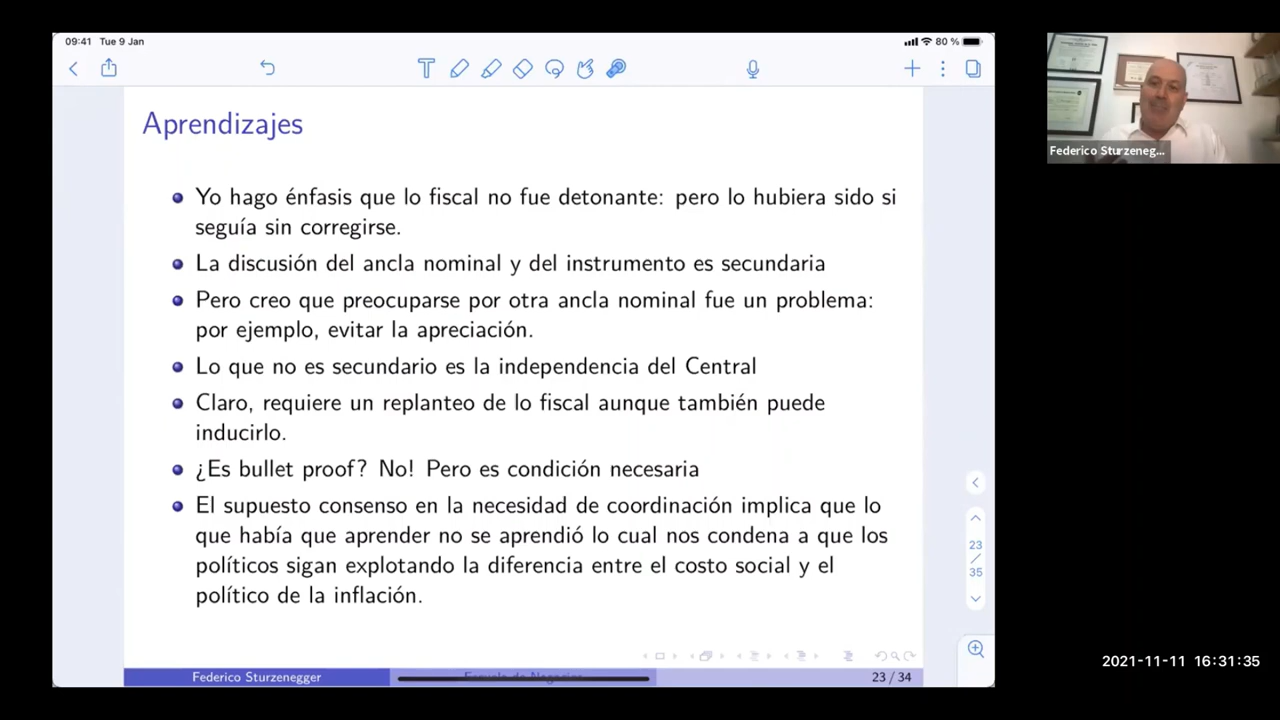 09:41 Tue 9 Jan
80 %
Aprendizajes
Yo hago énfasis que lo fiscal no fue detonante: pero lo hubiera sido si
seguía sin corregirse.
La discusión del ancla nominal y del instrumento es secundaria
Pero creo que preocuparse por otra ancla nominal fue un problema:
por ejemplo, evitar la apreciación.
Lo que no es secundario es la independencia del Central
Claro, requiere un replanteo de lo fiscal aunque también puede
inducirlo.
¿Es bullet proof? No! Pero es condición necesaria
El supuesto consenso en la necesidad de coordinación implica que lo
que había que aprender no se aprendió lo cual nos condena a que los
políticos sigan explotando la diferencia entre el costo social y el
político de la inflación.
23
/
35
Federico Sturzenegger
23 / 34
Federico Sturzeneg...
2021-11-11 16:31:35